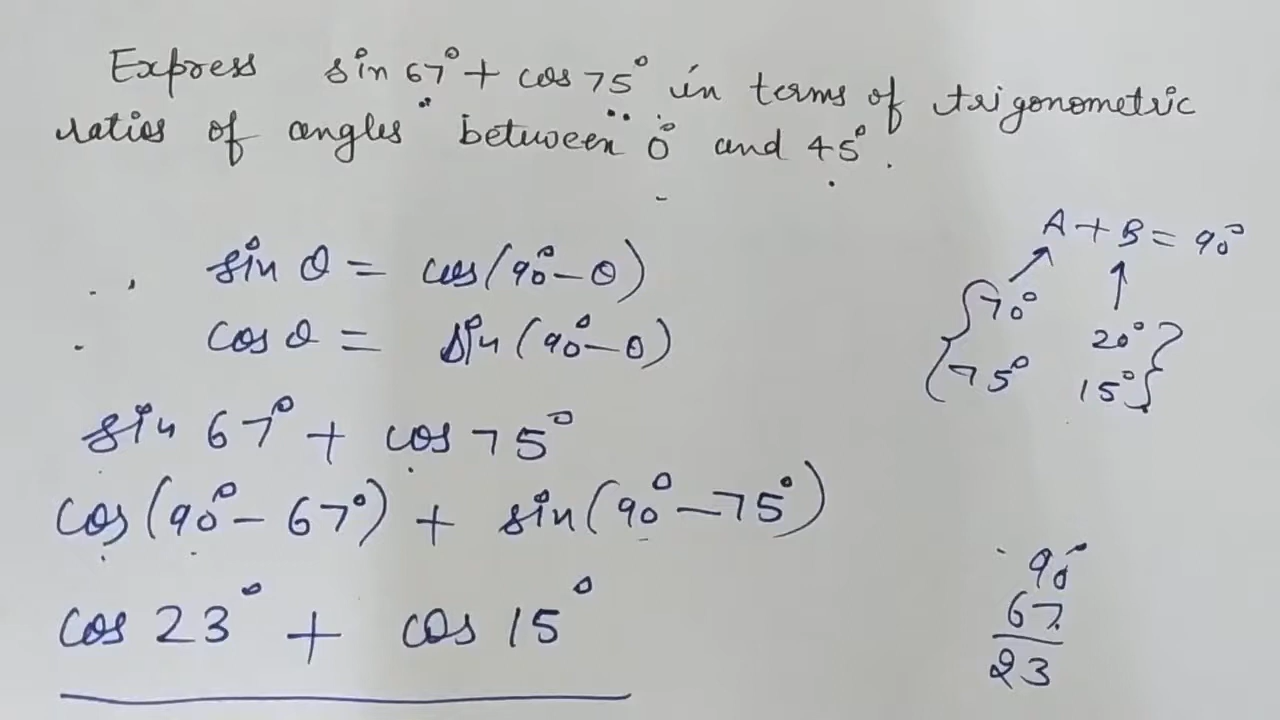 Express sin 67° + cos 75° in terms of trigonometric
ratios of angles between 0° and 45°.
sin θ = cos(90° - θ)
cos θ = sin(90° - θ)
sin 67° + cos 75°
cos(90° - 67°) + sin(90° - 75°)
cos 23° + cos 15°
A + B = 90°
70° 20°
75° 15°
90°
67
23